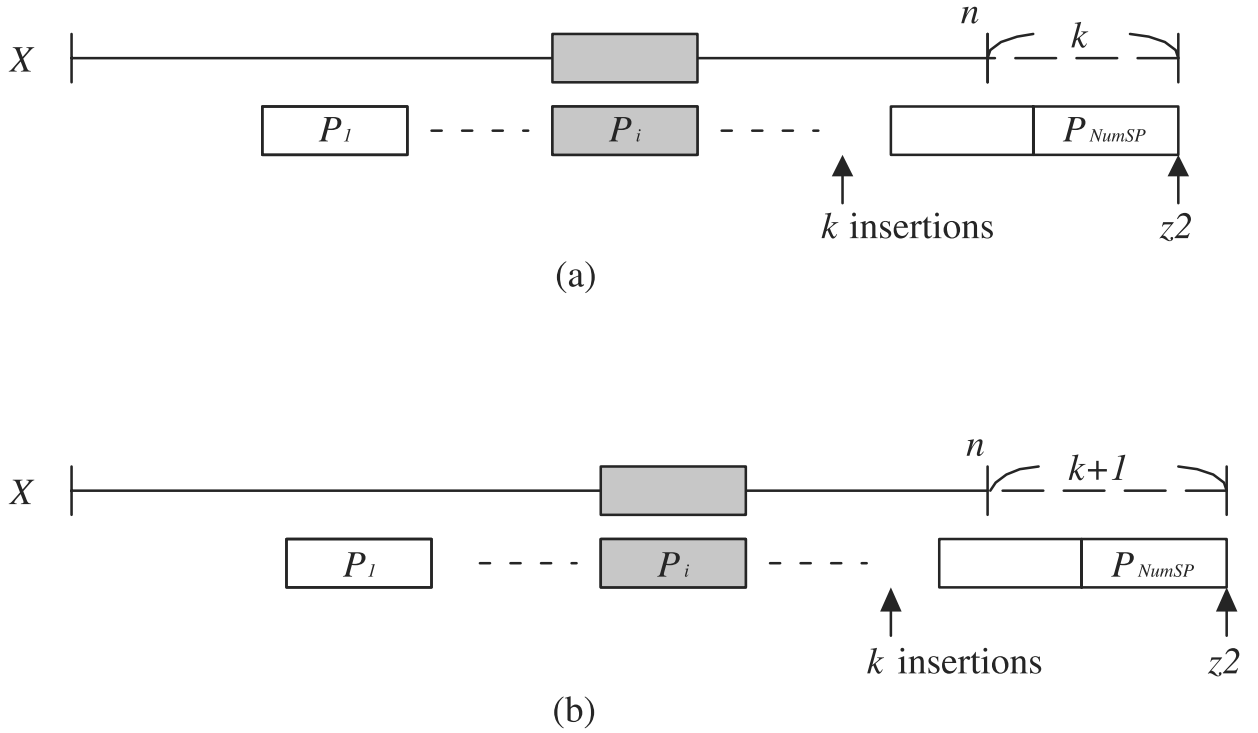 n
X k
P1 Pi PNumSP
k insertions z2
(a)
n
X k+1
P1 Pi PNumSP
k insertions z2
(b)